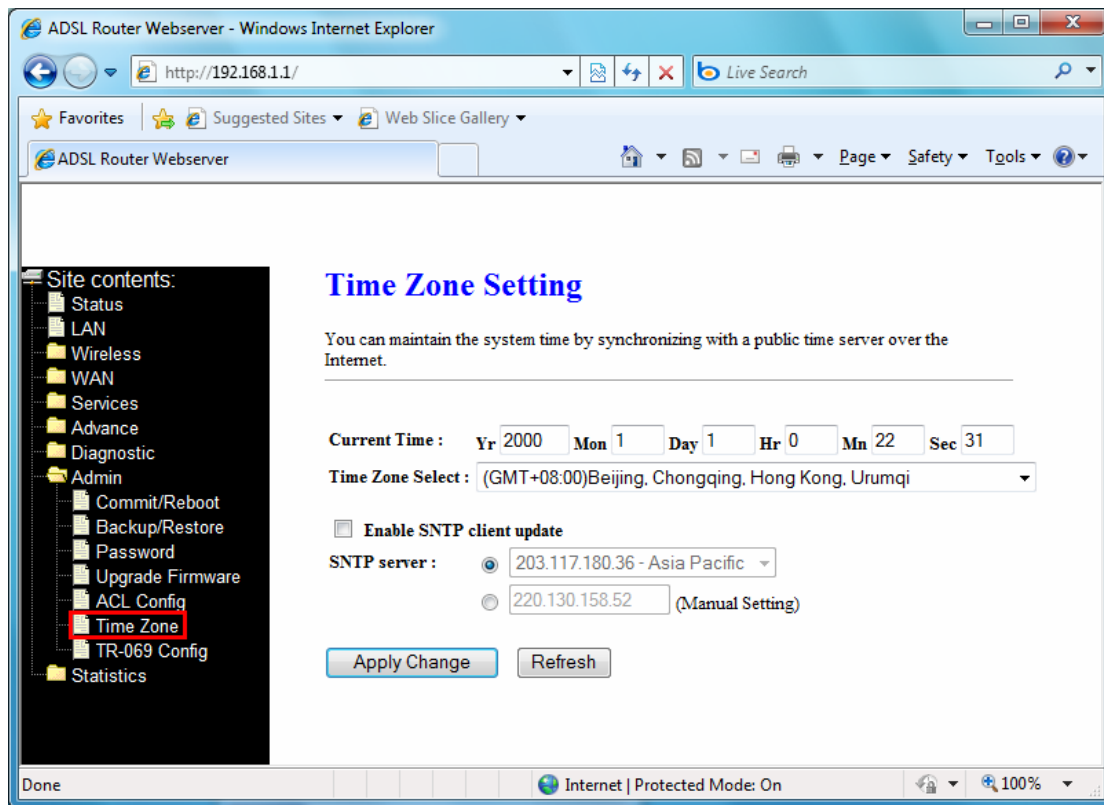 ADSL Router Webserver - Windows Internet Explorer
http://192.168.1.1/
Live Search
Favorites Suggested Sites Web Slice Gallery
ADSL Router Webserver
Page Safety Tools
Site contents:
Status
LAN
Wireless
WAN
Services
Advance
Diagnostic
Admin
Commit/Reboot
Backup/Restore
Password
Upgrade Firmware
ACL Config
Time Zone
TR-069 Config
Statistics
Time Zone Setting
You can maintain the system time by synchronizing with a public time server over the
Internet.
Current Time : Yr 2000 Mon 1 Day 1 Hr 0 Mn 22 Sec 31
Time Zone Select : (GMT+08:00)Beijing, Chongqing, Hong Kong, Urumqi
Enable SNTP client update
SNTP server : 203.117.180.36 - Asia Pacific
220.130.158.52 (Manual Setting)
Apply Change Refresh
Done Internet | Protected Mode: On 100%